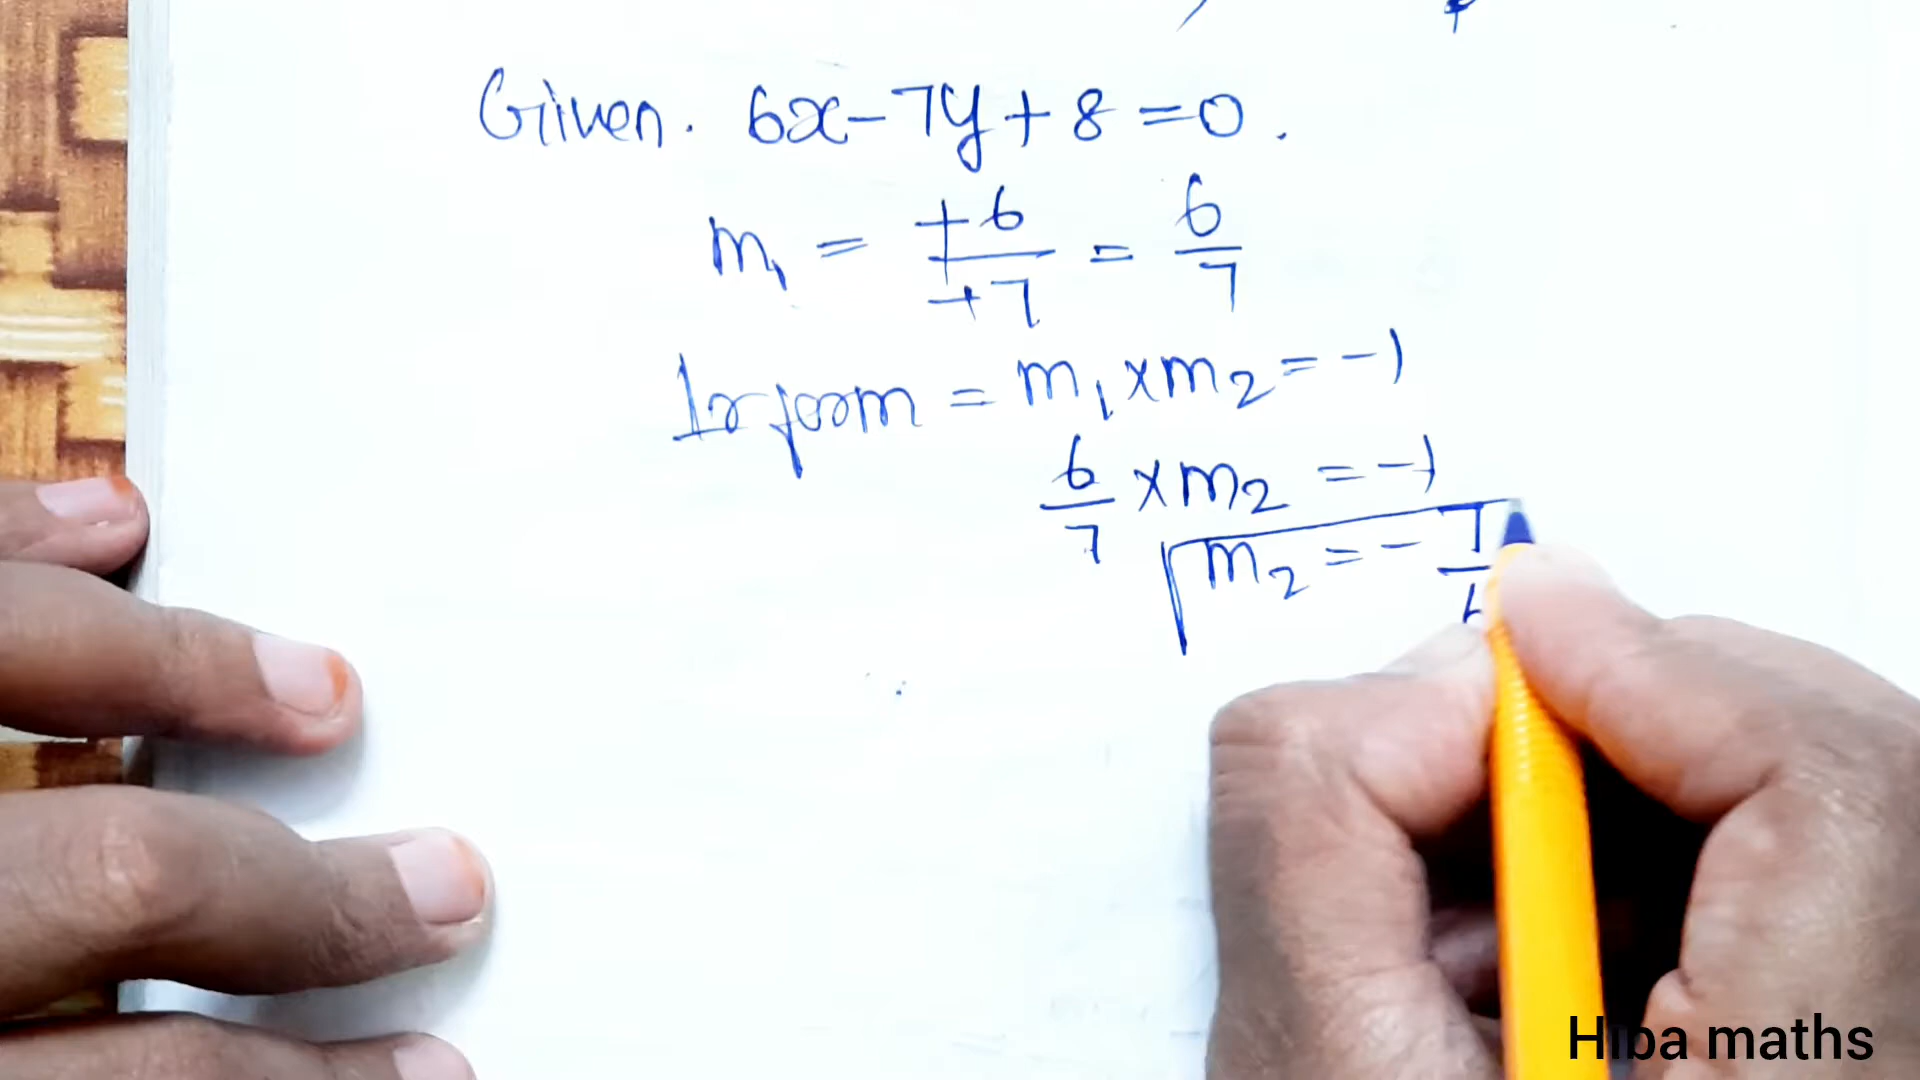 Given. 6x-7y+8=0.
m₁ = +6/+7 = 6/7
⊥r form = m₁ x m₂ = -1
6/7 x m₂ = -1
m₂ = - 7/6
Hiba maths